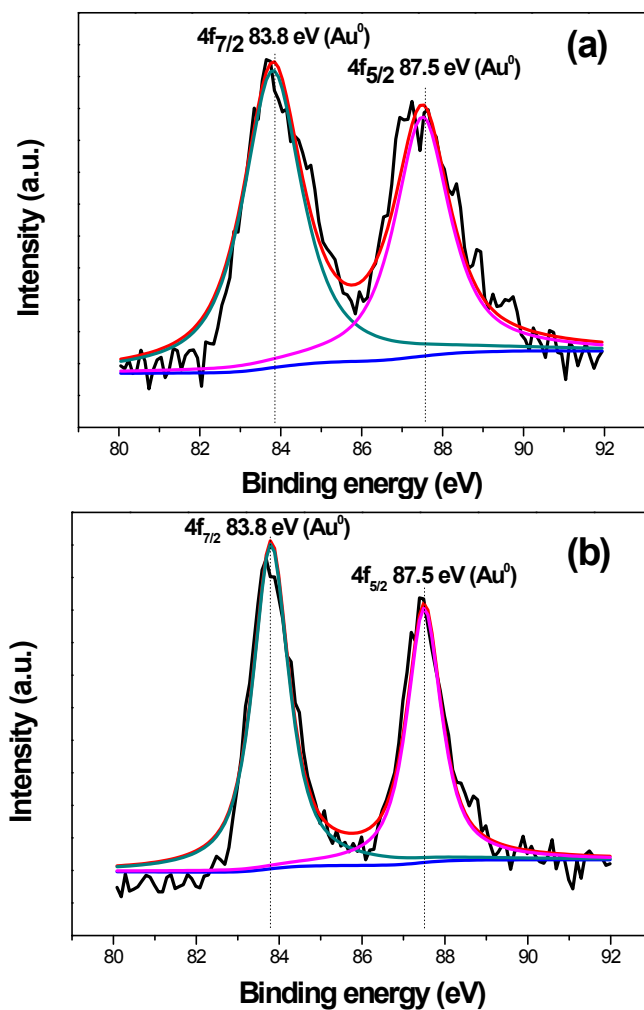 4f7/2 83.8 eV (Au⁰)
(a)
4f5/2 87.5 eV (Au⁰)
Intensity (a.u.)
80 82 84 86 88 90 92
Binding energy (eV)
4f7/2 83.8 eV (Au⁰)
(b)
4f5/2 87.5 eV (Au⁰)
Intensity (a.u.)
80 82 84 86 88 90 92
Binding energy (eV)